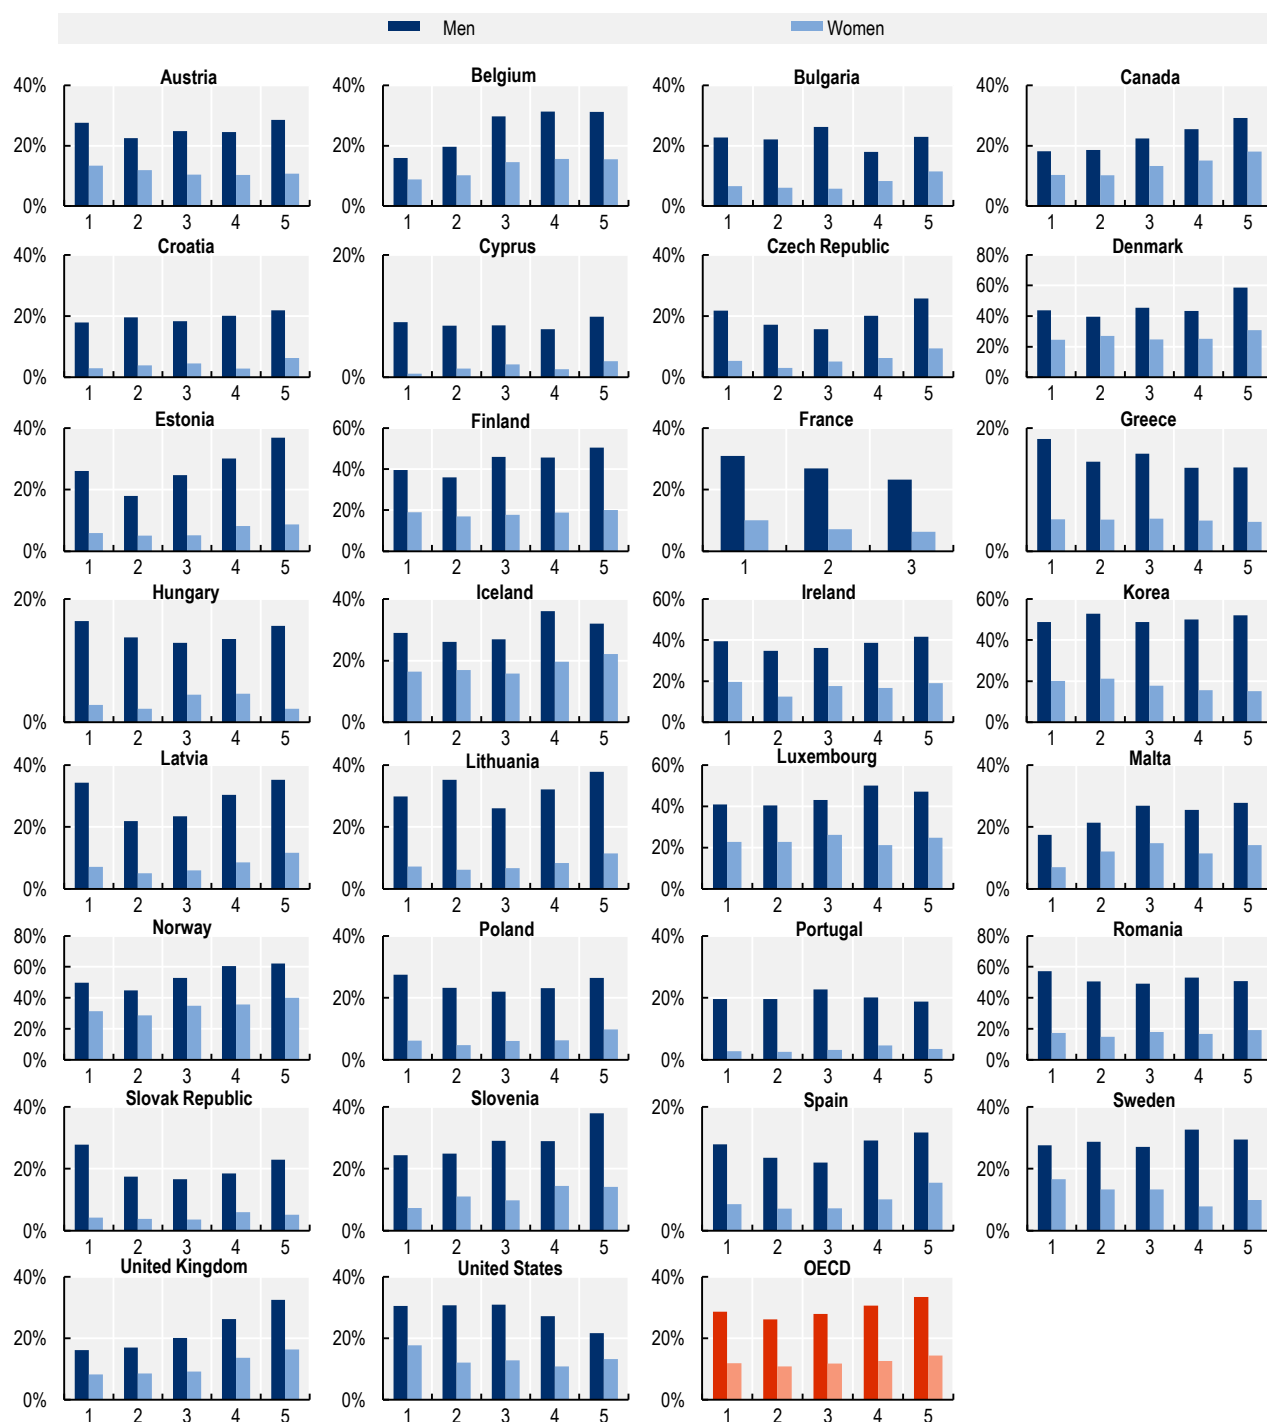 Men Women
Austria Belgium Bulgaria Canada
40% 40% 40% 40%
20% 20% 20% 20%
0% 0% 0% 0%
1 2 3 4 5 1 2 3 4 5 1 2 3 4 5 1 2 3 4 5
Croatia Cyprus Czech Republic Denmark
40% 20% 40% 80%
60%
20% 20% 40%
20%
0% 0% 0% 0%
1 2 3 4 5 1 2 3 4 5 1 2 3 4 5 1 2 3 4 5
Estonia Finland France Greece
40% 60% 40% 20%
40%
20% 20% 20%
0% 0% 0% 0%
1 2 3 4 5 1 2 3 4 5 1 2 3 1 2 3 4 5
Hungary Iceland Ireland Korea
20% 40% 60% 60%
40% 40%
20% 20% 20%
0% 0% 0% 0%
1 2 3 4 5 1 2 3 4 5 1 2 3 4 5 1 2 3 4 5
Latvia Lithuania Luxembourg Malta
40% 40% 60% 40%
40%
20% 20% 20% 20%
0% 0% 0% 0%
1 2 3 4 5 1 2 3 4 5 1 2 3 4 5 1 2 3 4 5
Norway Poland Portugal Romania
80% 40% 40% 80%
60% 60%
40% 20% 20% 40%
20% 20%
0% 0% 0% 0%
1 2 3 4 5 1 2 3 4 5 1 2 3 4 5 1 2 3 4 5
Slovak Republic Slovenia Spain Sweden
40% 40% 20% 40%
20% 20% 20%
0% 0% 0% 0%
1 2 3 4 5 1 2 3 4 5 1 2 3 4 5 1 2 3 4 5
United Kingdom United States OECD
40% 40% 40%
20% 20% 20%
0% 0% 0%
1 2 3 4 5 1 2 3 4 5 1 2 3 4 5